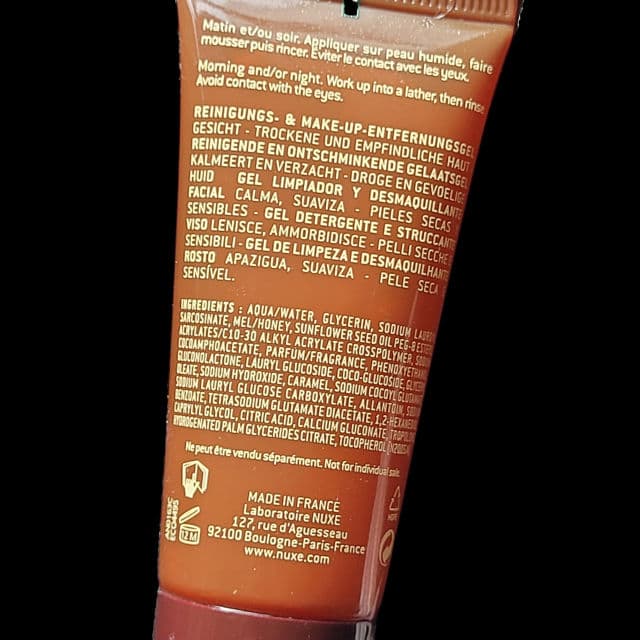 Matin et/ou soir. Appliquer sur peau humide, faire
mousser puis rincer. Eviter le contact avec les yeux.
Morning and/or night. Work up into a lather, then rinse
Avoid contact with the eyes.
REINIGUNGS- & MAKE-UP-ENTFERNUNGSGEL
GESICHT - TROCKENE UND EMPFINDLICHE HAUT
REINIGENDE EN ONTSCHMINKENDE GELAATSGEL
KALMEERT EN VERZACHT - DROGE EN GEVOELIGE
HUID GEL LIMPIADOR Y DESMAQUILLANTE
FACIAL CALMA, SUAVIZA - PIELES SECAS
SENSIBLES - GEL DETERGENTE E STRUCCANTE
VISO LENISCE, AMMORBIDISCE - PELLI SECCHE
SENSIBILI - GEL DE LIMPEZA E DESMAQUILHANTE
ROSTO APAZIGUA, SUAVIZA - PELE SECA
SENSÍVEL.
INGREDIENTS : AQUA/WATER, GLYCERIN, SODIUM
SARCOSINATE, MEL/HONEY, SUNFLOWER SEED OIL PEG-8
ACRYLATES/C10-30 ALKYL ACRYLATE CROSSPOLYMER,
COCOAMPHOACETATE, PARFUM/FRAGRANCE,
GLUCONOLACTONE, LAURYL GLUCOSIDE, COCO-GLUCOSIDE,
OLEATE, SODIUM HYDROXIDE, CARAMEL, SODIUM COCOYL
SODIUM LAURYL GLUCOSE CARBOXYLATE, ALLANTOIN,
BENZOATE, TETRASODIUM GLUTAMATE DIACETATE,
CAPRYLYL GLYCOL, CITRIC ACID, CALCIUM GLUCONATE,
HYDROGENATED PALM GLYCERIDES CITRATE, TOCOPHEROL
Ne peut être vendu séparément. Not for individual sale.
MADE IN FRANCE
Laboratoire NUXE
127, rue d'Aguesseau
92100 Boulogne-Paris-France
www.nuxe.com
12 M